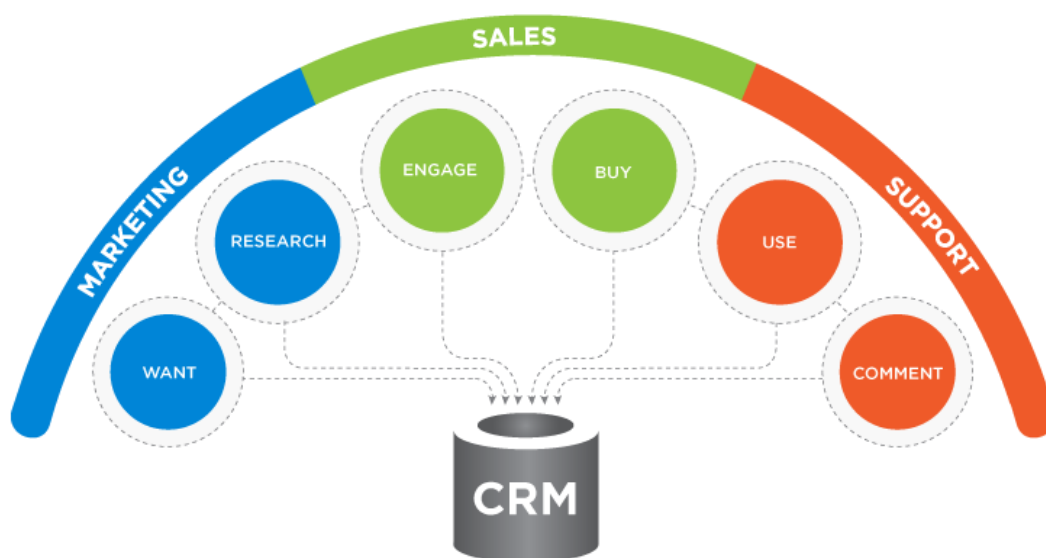 SALES
MARKETING
SUPPORT
ENGAGE
BUY
RESEARCH
USE
WANT
COMMENT
CRM